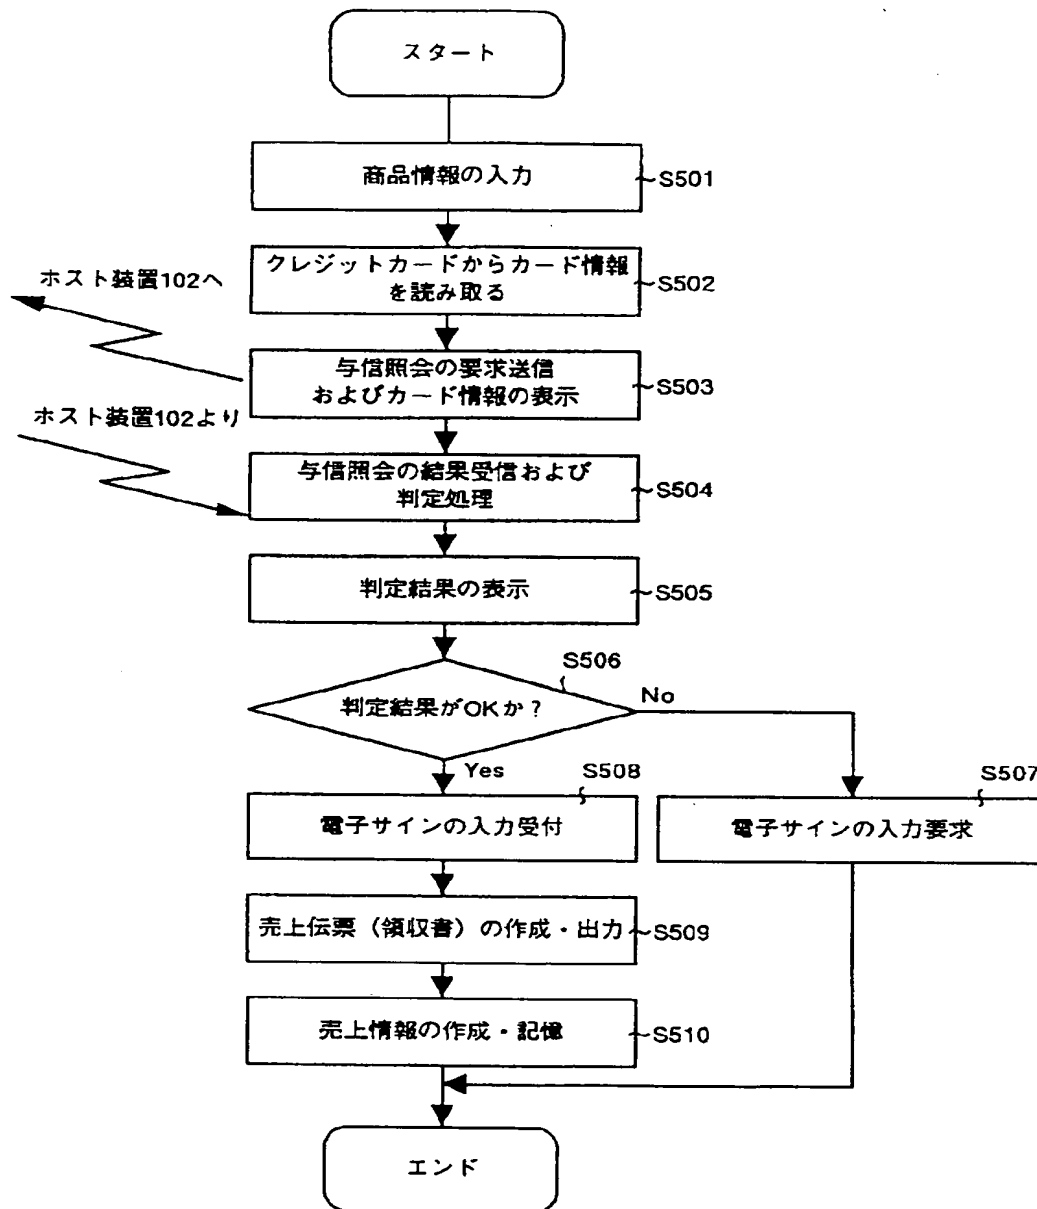 スタート
商品情報の入力
S501
クレジットカードからカード情報
を読み取る
S502
ホスト装置102へ
与信照会の要求送信
およびカード情報の表示
S503
ホスト装置102より
与信照会の結果受信および
判定処理
S504
判定結果の表示
S505
S506
判定結果がOKか?
No
Yes
S508
電子サインの入力受付
S507
電子サインの入力要求
売上伝票(領収書)の作成・出力
S509
売上情報の作成・記憶
S510
エンド